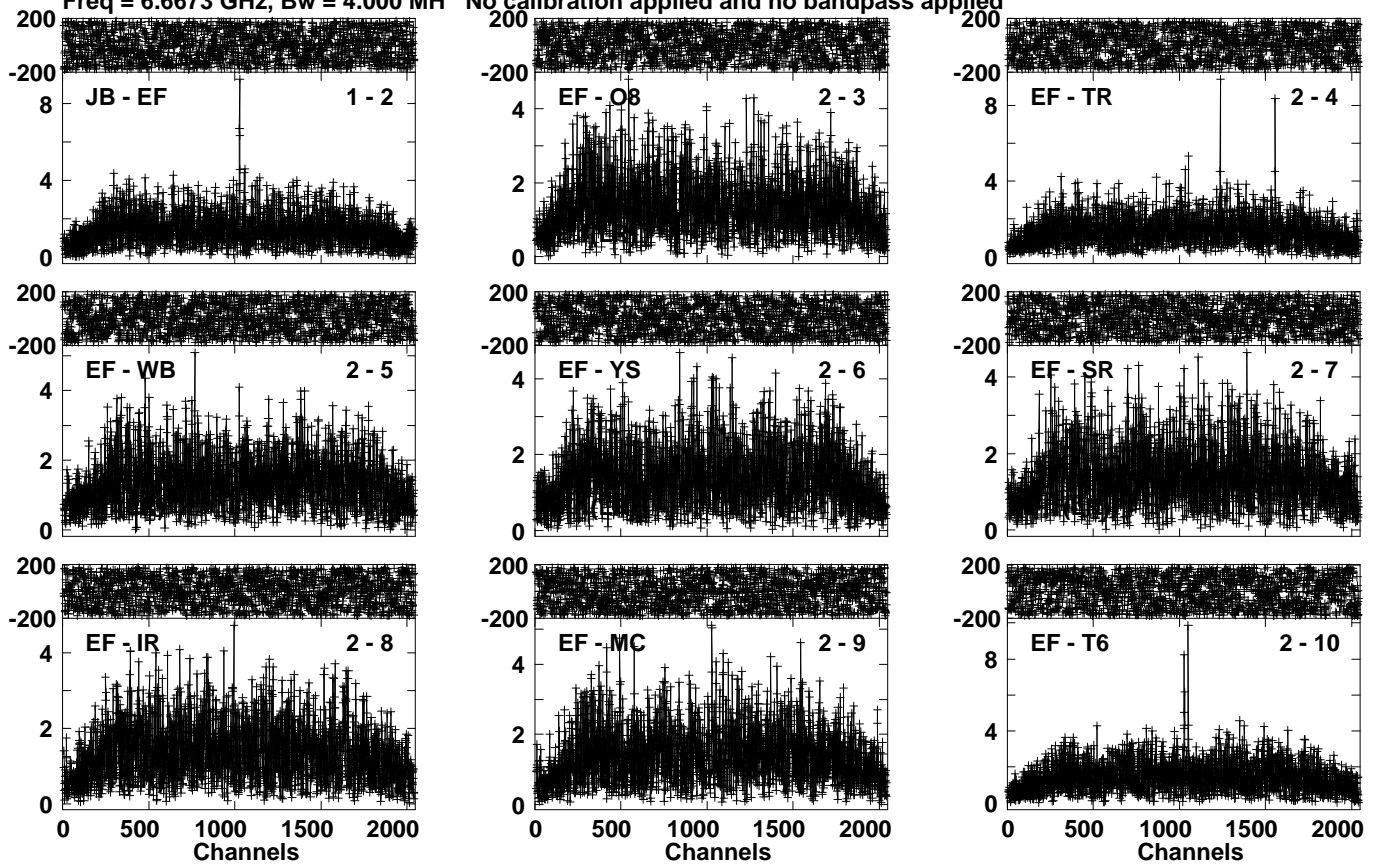 Freq = 6.6673 GHz, Bw = 4.000 MH No calibration applied and no bandpass applied
200 200 200
-200 -200 -200
JB - EF 1 - 2 EF - O8 2 - 3 EF - TR 2 - 4
8 4 8
4 2 4
0 0 0
200 200 200
-200 -200 -200
EF - WB 2 - 5 EF - YS 2 - 6 EF - SR 2 - 7
4 4 4
2 2 2
0 0 0
200 200 200
-200 -200 -200
EF - IR 2 - 8 EF - MC 2 - 9 EF - T6 2 - 10
4 4 8
2 2 4
0 0 0
0 500 1000 1500 2000 0 500 1000 1500 2000 0 500 1000 1500 2000
Channels Channels Channels